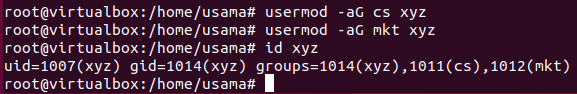 root@virtualbox:/home/usama# usermod -aG cs xyz
root@virtualbox:/home/usama# usermod -aG mkt xyz
root@virtualbox:/home/usama# id xyz
uid=1007(xyz) gid=1014(xyz) groups=1014(xyz),1011(cs),1012(mkt)
root@virtualbox:/home/usama#